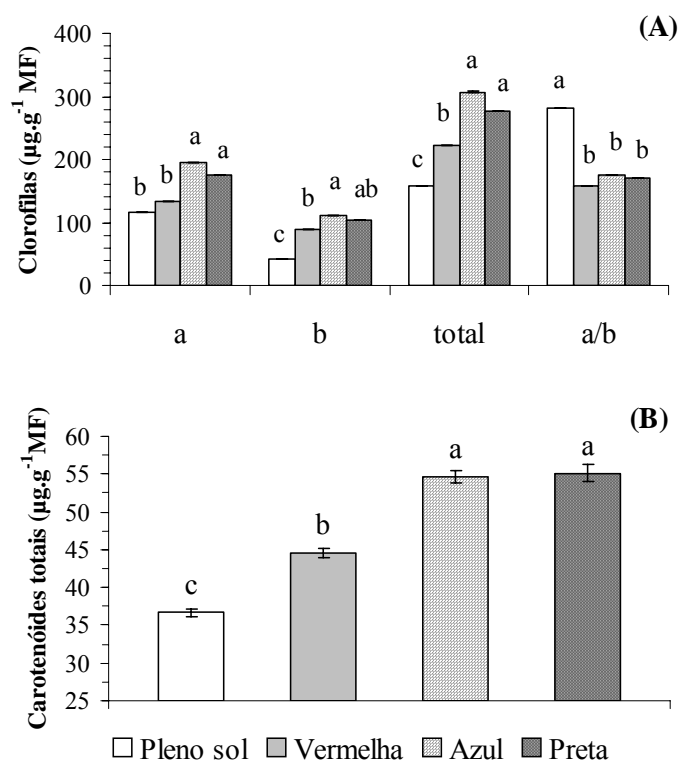 (A)
Clorofilas (µg.g⁻¹ MF)
400
300
200
100
0
b b a a
c b a ab
c b a a
a b b b
a b total a/b
(B)
Carotenóides totais (µg.g⁻¹MF)
60
55
50
45
40
35
30
25
c b a a
Pleno sol Vermelha Azul Preta